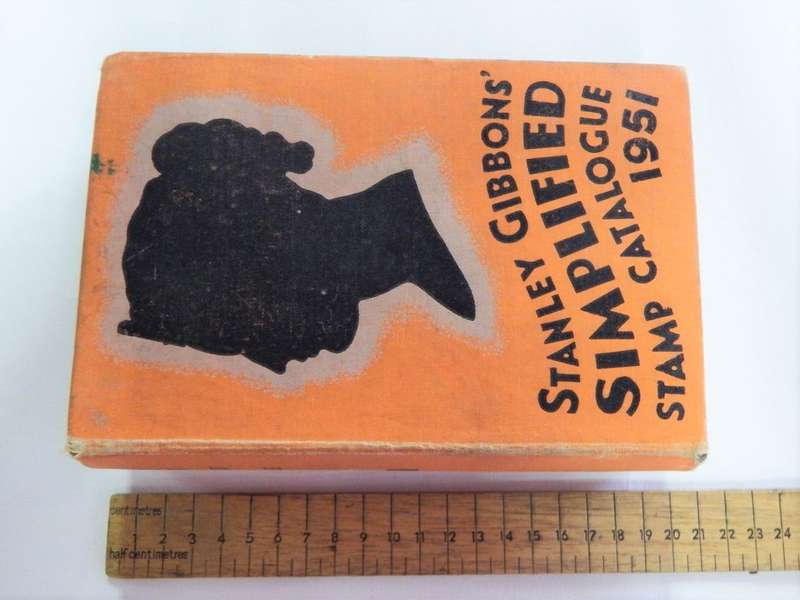 STANLEY GIBBONS'
SIMPLIFIED
STAMP CATALOGUE
1951
centimetres
1 2 3 4 5 6 7 8 9 10 11 12 13 14 15 16 17 18 19 20 21 22 23 24
half centimetres